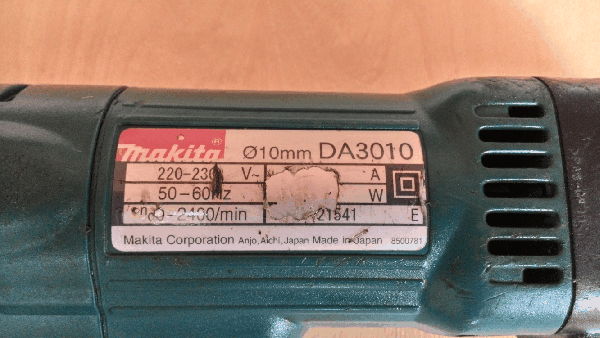 makita ® Ø10mm DA3010
220-230 V~ A
50-60Hz W
2400/min 21541 E
Makita Corporation Anjo, Aichi, Japan Made in Japan 8500781